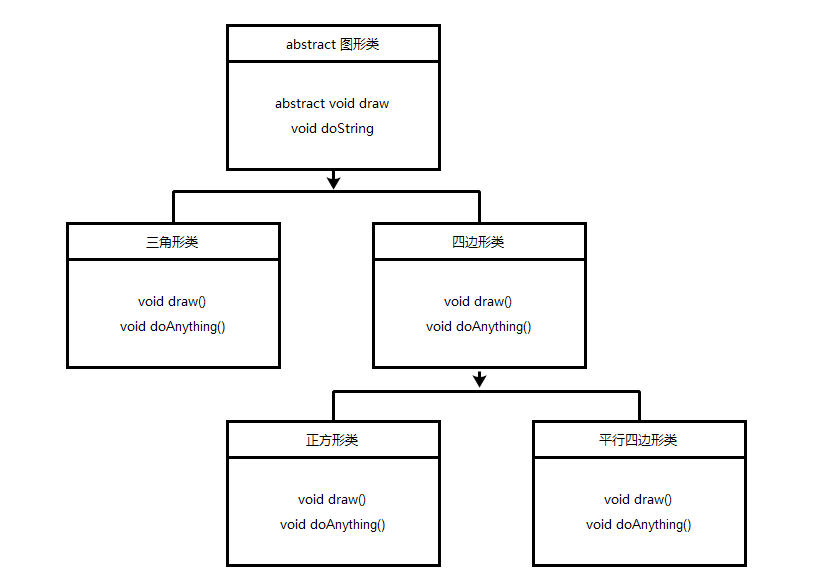 abstract 图形类
abstract void draw
void doString
三角形类
void draw()
void doAnything()
四边形类
void draw()
void doAnything()
正方形类
void draw()
void doAnything()
平行四边形类
void draw()
void doAnything()